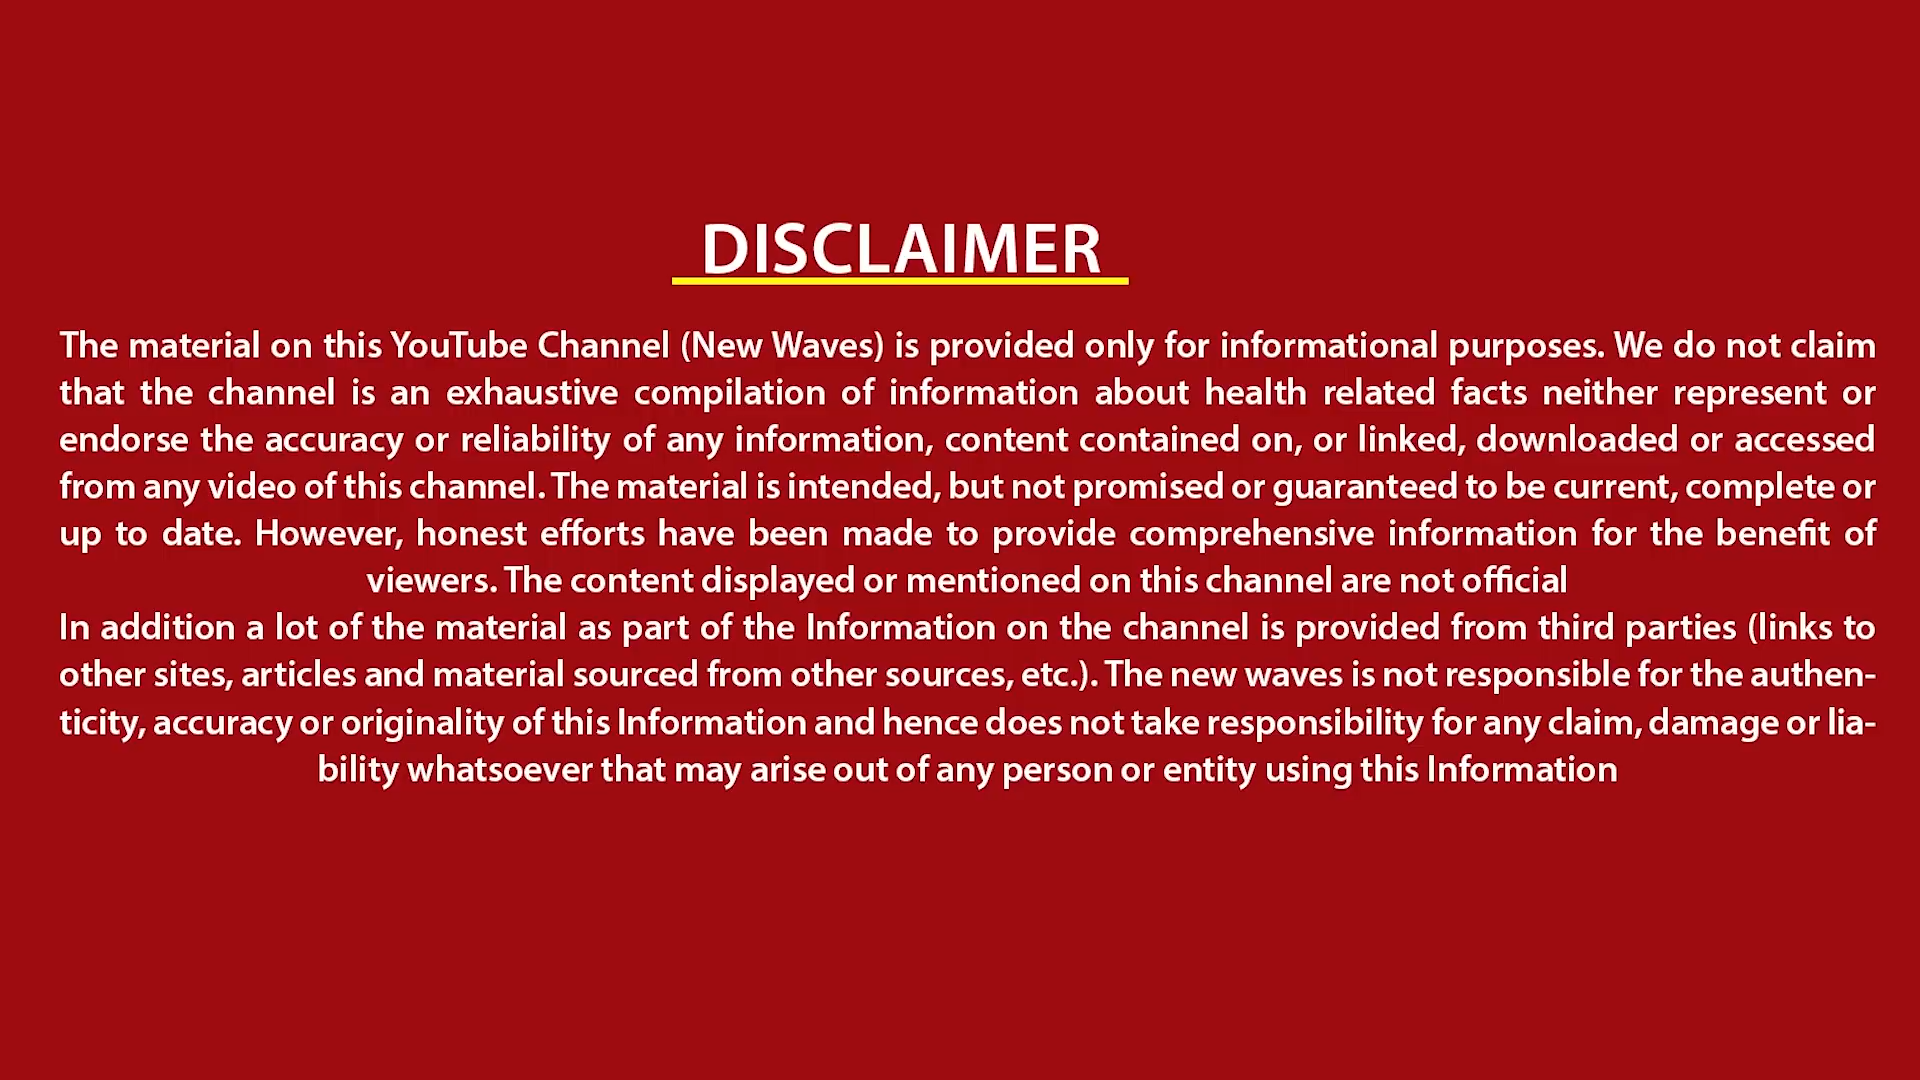 DISCLAIMER
The material on this YouTube Channel (New Waves) is provided only for informational purposes. We do not claim
that the channel is an exhaustive compilation of information about health related facts neither represent or
endorse the accuracy or reliability of any information, content contained on, or linked, downloaded or accessed
from any video of this channel. The material is intended, but not promised or guaranteed to be current, complete or
up to date. However, honest efforts have been made to provide comprehensive information for the benefit of
viewers. The content displayed or mentioned on this channel are not official
In addition a lot of the material as part of the Information on the channel is provided from third parties (links to
other sites, articles and material sourced from other sources, etc.). The new waves is not responsible for the authen-
ticity, accuracy or originality of this Information and hence does not take responsibility for any claim, damage or lia-
bility whatsoever that may arise out of any person or entity using this Information